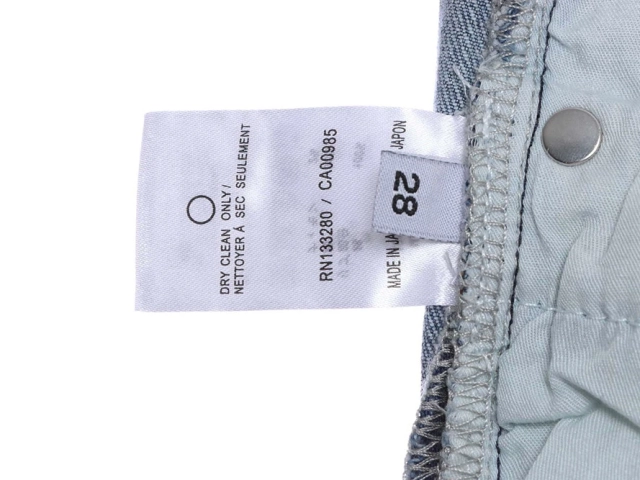 DRY CLEAN ONLY /
NETTOYER Á SEC SEULEMENT
RN133280 / CA00985
MADE IN JA
JAPON
28